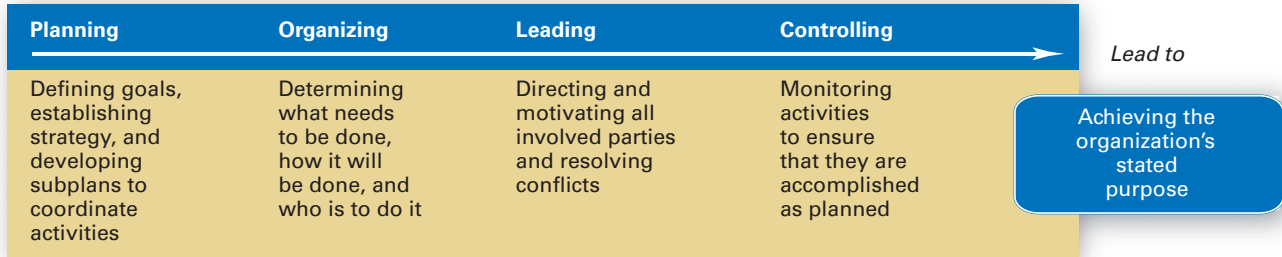 Planning
Organizing
Leading
Controlling
Lead to
Defining goals,
establishing
strategy, and
developing
subplans to
coordinate
activities
Determining
what needs
to be done,
how it will
be done, and
who is to do it
Directing and
motivating all
involved parties
and resolving
conflicts
Monitoring
activities
to ensure
that they are
accomplished
as planned
Achieving the
organization's
stated
purpose